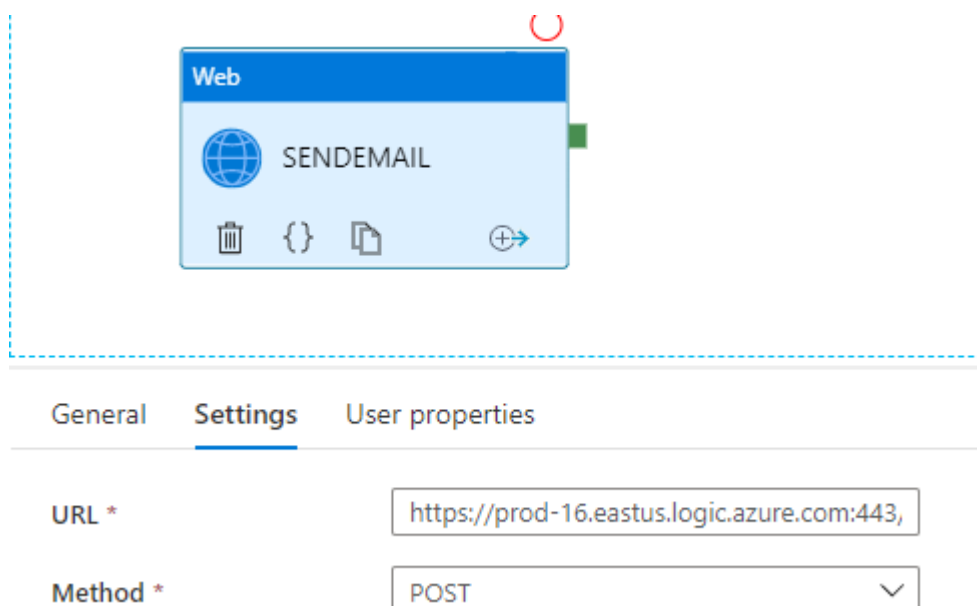 Web
SENDEMAIL
{}
General Settings User properties
URL * https://prod-16.eastus.logic.azure.com:443,
Method * POST